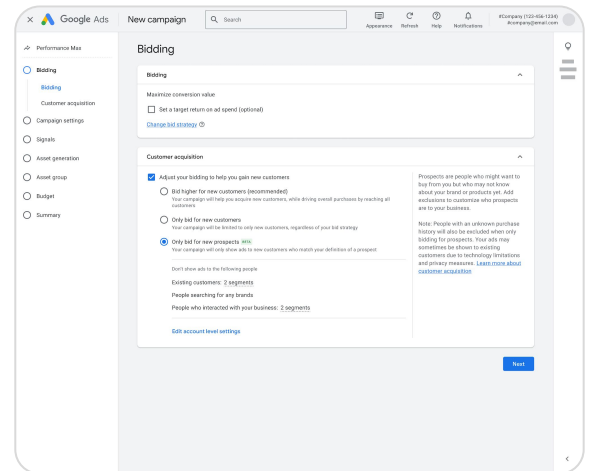 Google Ads
New campaign
Search
Appearance
Refresh
Help
Notifications
#Company (123-456-1234)
#company@email.com
Performance Max
Bidding
Bidding
Customer acquisition
Campaign settings
Signals
Asset generation
Asset group
Budget
Summary
Bidding
Bidding
Maximize conversion value
Set a target return on ad spend (optional)
Change bid strategy
Customer acquisition
Adjust your bidding to help you gain new customers
Bid higher for new customers (recommended)
Your campaign will help you acquire new customers, while driving overall purchases by reaching all
customers
Only bid for new customers
Your campaign will be limited to only new customers, regardless of your bid strategy
Only bid for new prospects BETA
Your campaign will only show ads to new customers who match your definition of a prospect
Don't show ads to the following people
Existing customers: 2 segments
People searching for any brands
People who interacted with your business: 2 segments
Edit account level settings
Prospects are people who might want to
buy from you but who may not know
about your brand or products yet. Add
exclusions to customize who prospects
are to your business.
Note: People with an unknown purchase
history will also be excluded when only
bidding for prospects. Your ads may
sometimes be shown to existing
customers due to technology limitations
and privacy measures. Learn more about
customer acquisition
Next